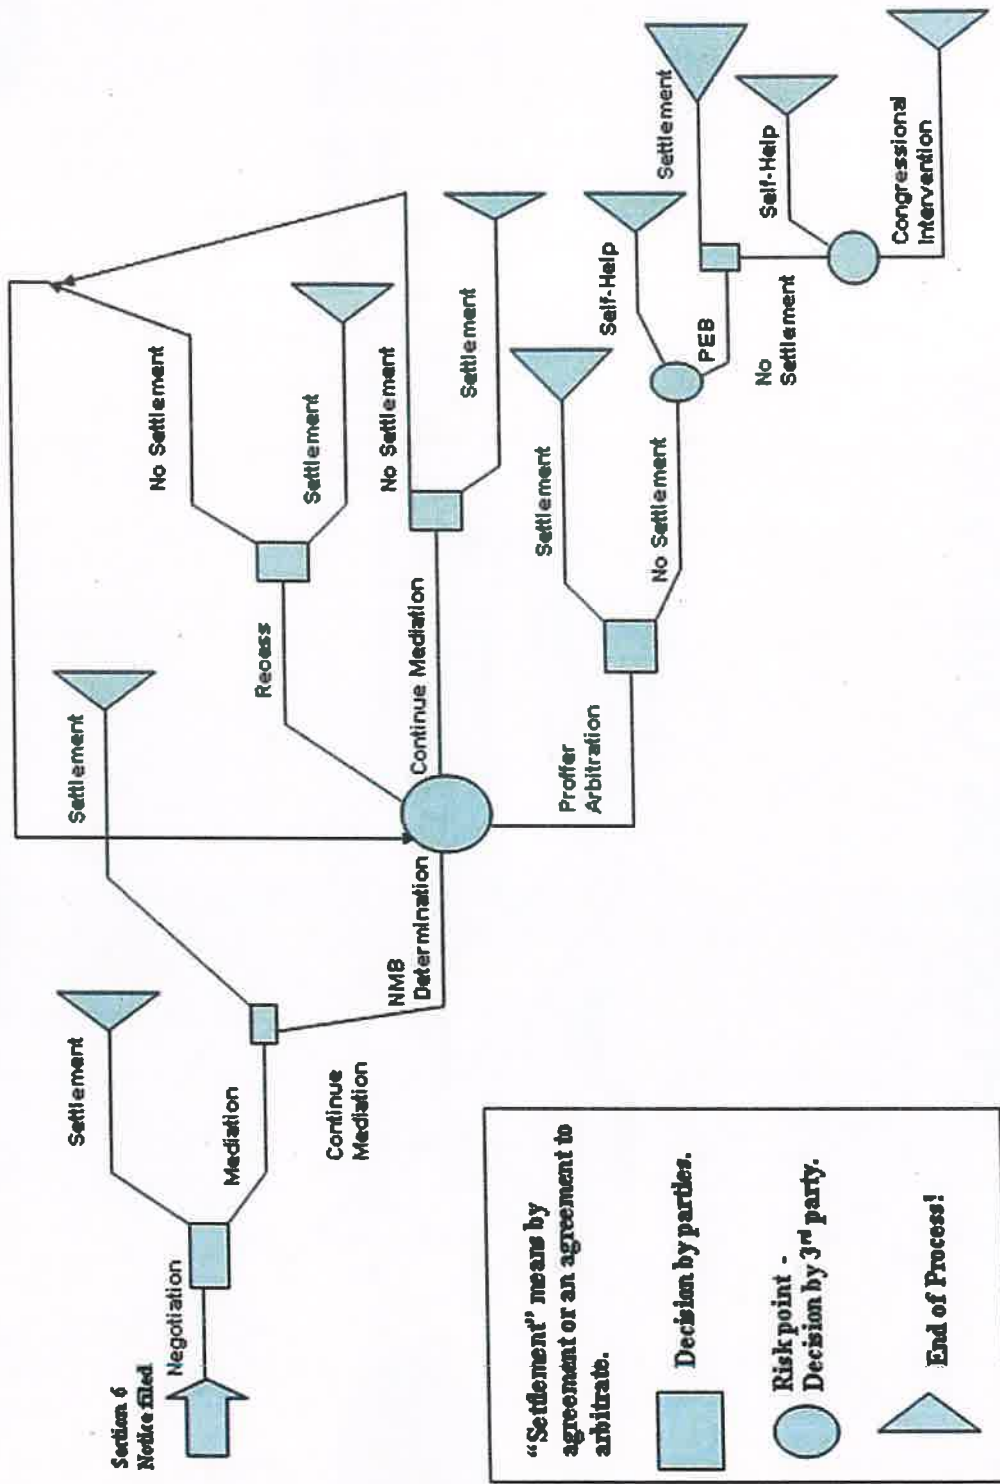 Section 6
Notice filed
Negotiation
Settlement
Mediation
Settlement
Continue
Mediation
NMB
Determination
Recess
No Settlement
Settlement
Continue Mediation
No Settlement
Settlement
Proffer
Arbitration
Settlement
No Settlement
Self-Help
PEB
Settlement
No
Settlement
Self-Help
Congressional
Intervention
“Settlement” means by
agreement or an agreement to
arbitrate.
Decision by parties.
Risk point -
Decision by 3rd party.
End of Process!